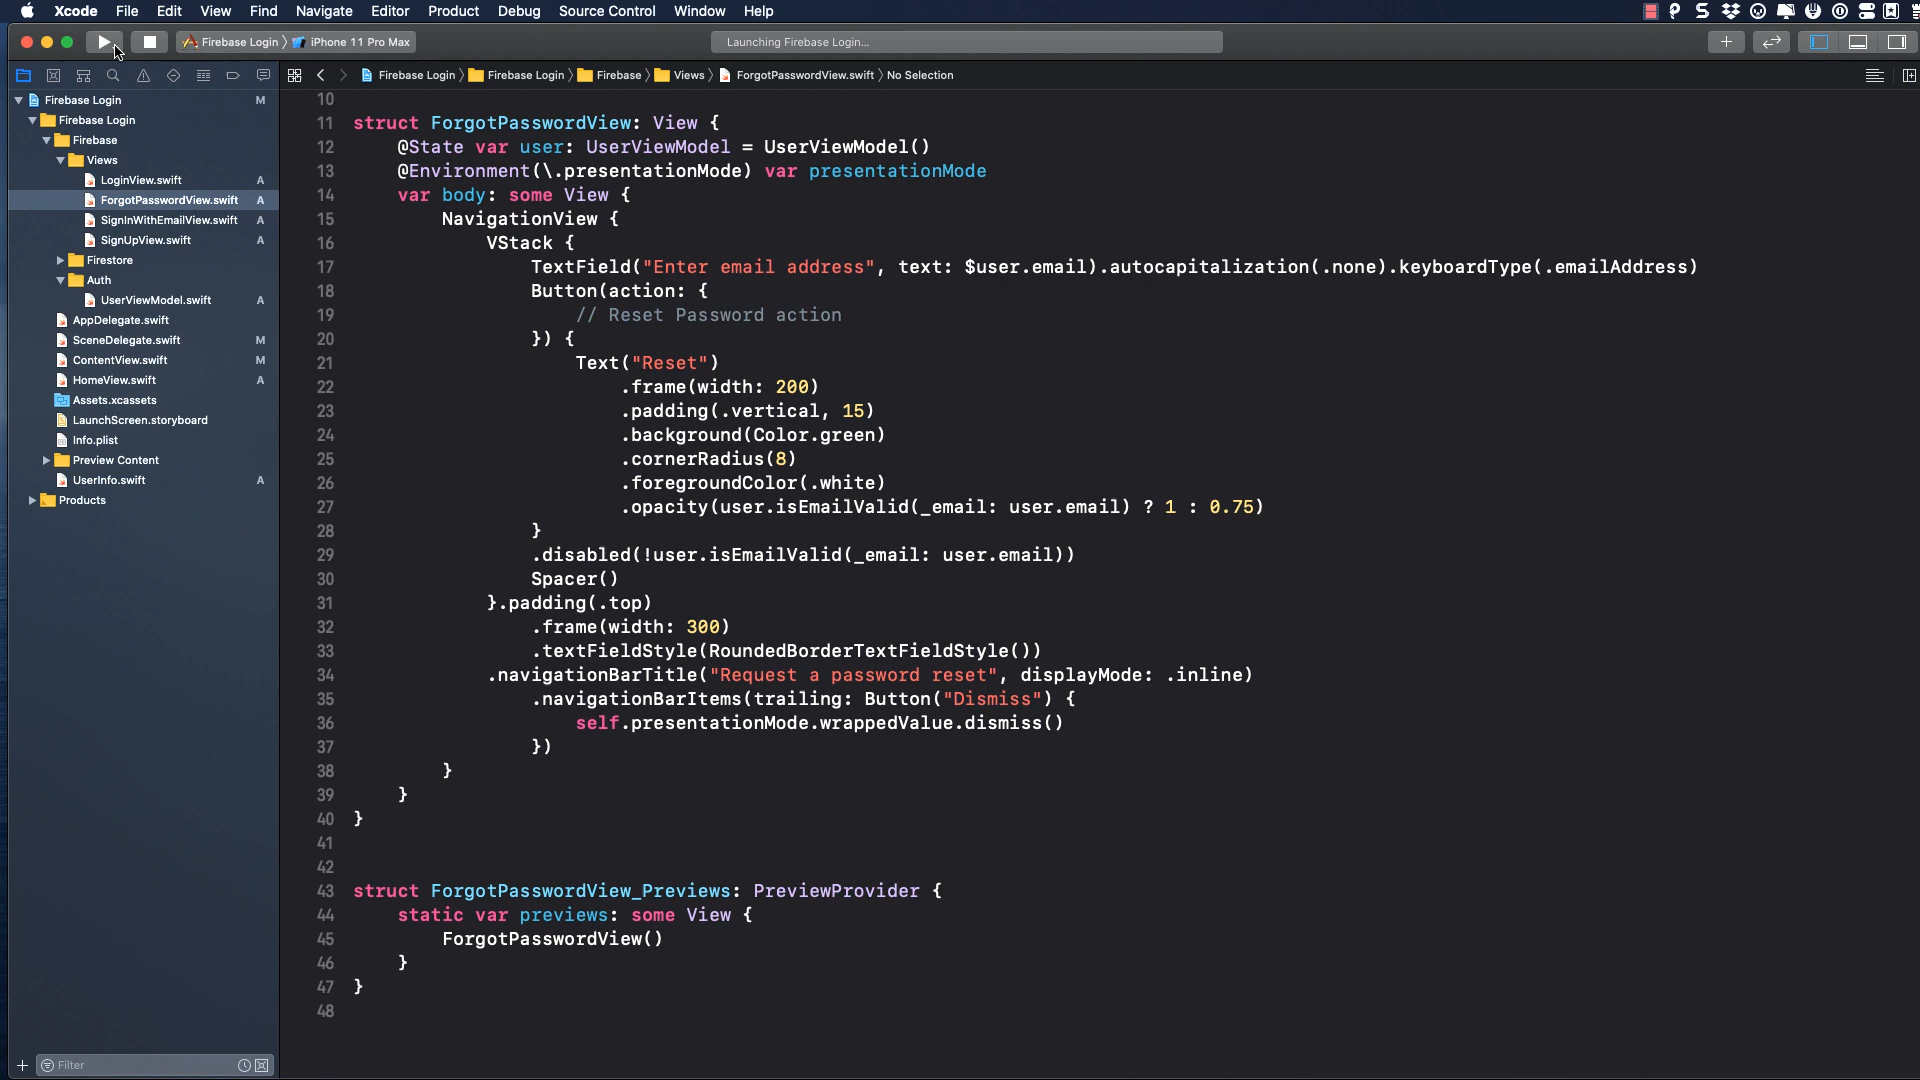 Xcode File Edit View Find Navigate Editor Product Debug Source Control Window Help
Firebase Login 〉 iPhone 11 Pro Max
Launching Firebase Login...
Firebase Login 〉 Firebase Login 〉 Firebase 〉 Views 〉 ForgotPasswordView.swift 〉 No Selection
Firebase Login M
Firebase Login
Firebase
Views
LoginView.swift A
ForgotPasswordView.swift A
SignInWithEmailView.swift A
SignUpView.swift A
Firestore
Auth
UserViewModel.swift A
AppDelegate.swift
SceneDelegate.swift M
ContentView.swift M
HomeView.swift A
Assets.xcassets
LaunchScreen.storyboard
Info.plist
Preview Content
UserInfo.swift A
Products
Filter
10
11 struct ForgotPasswordView: View {
12     @State var user: UserViewModel = UserViewModel()
13     @Environment(\.presentationMode) var presentationMode
14     var body: some View {
15         NavigationView {
16             VStack {
17                 TextField("Enter email address", text: $user.email).autocapitalization(.none).keyboardType(.emailAddress)
18                 Button(action: {
19                     // Reset Password action
20                 }) {
21                     Text("Reset")
22                         .frame(width: 200)
23                         .padding(.vertical, 15)
24                         .background(Color.green)
25                         .cornerRadius(8)
26                         .foregroundColor(.white)
27                         .opacity(user.isEmailValid(_email: user.email) ? 1 : 0.75)
28                 }
29                 .disabled(!user.isEmailValid(_email: user.email))
30                 Spacer()
31             }.padding(.top)
32                 .frame(width: 300)
33                 .textFieldStyle(RoundedBorderTextFieldStyle())
34             .navigationBarTitle("Request a password reset", displayMode: .inline)
35                 .navigationBarItems(trailing: Button("Dismiss") {
36                     self.presentationMode.wrappedValue.dismiss()
37                 })
38         }
39     }
40 }
41
42
43 struct ForgotPasswordView_Previews: PreviewProvider {
44     static var previews: some View {
45         ForgotPasswordView()
46     }
47 }
48